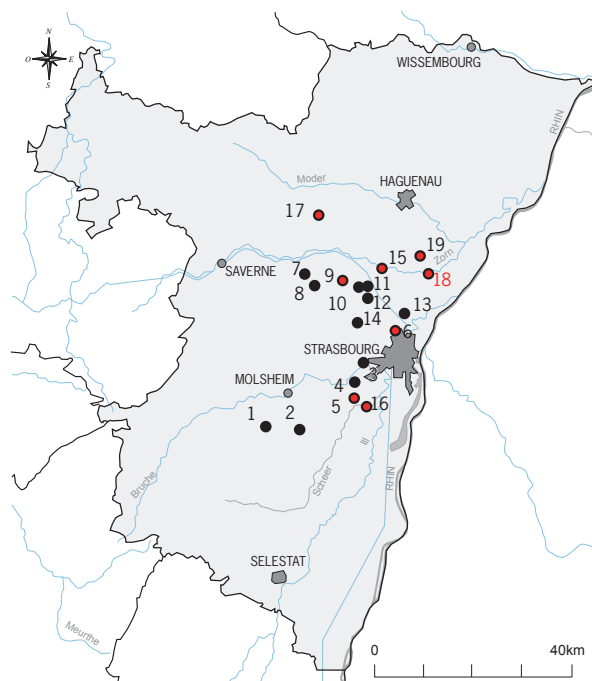 N
O E
S
WISSEMBOURG
RHIN
Moder
HAGUENAU
17
19
15
Zorn
SAVERNE
7
9
18
8
11
10
12
13
14
6
STRASBOURG
3
4
MOLSHEIM
5
16
1
2
Ill
Scheer
RHIN
Bruche
SELESTAT
Meurthe
0
40km